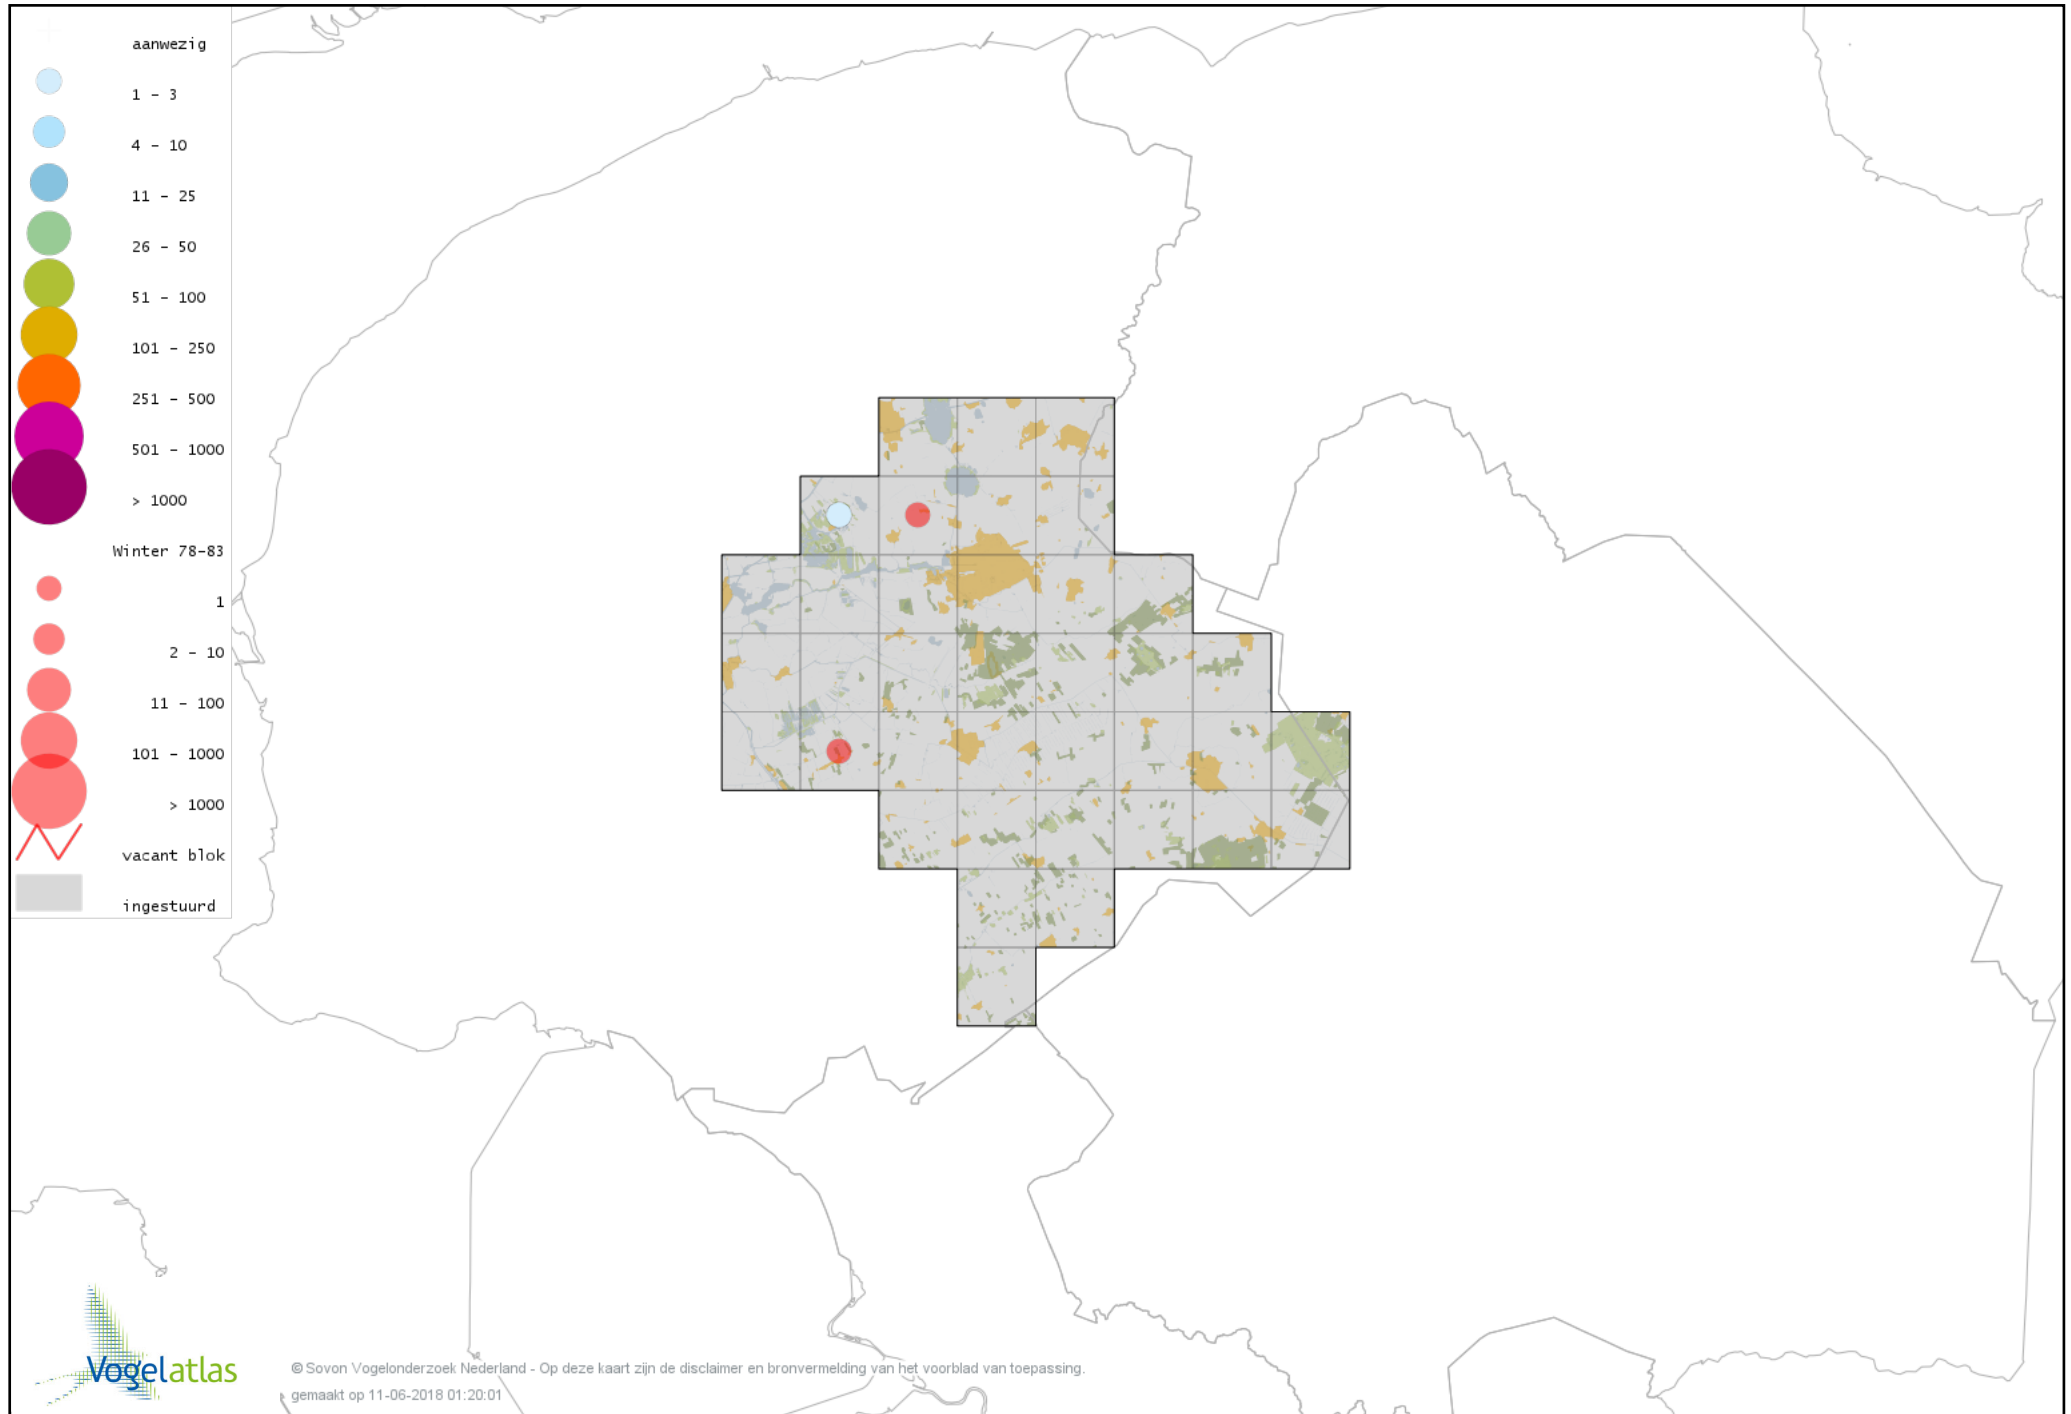 aanwezig
1 - 3
4 - 10
11 - 25
26 - 50
51 - 100
101 - 250
251 - 500
501 - 1000
> 1000
Winter 78-83
1
2 - 10
11 - 100
101 - 1000
> 1000
vacant blok
ingestuurd
Vogelatlas
© Sovon Vogelonderzoek Nederland - Op deze kaart zijn de disclaimer en bronvermelding van het voorblad van toepassing.
gemaakt op 11-06-2018 01:20:01